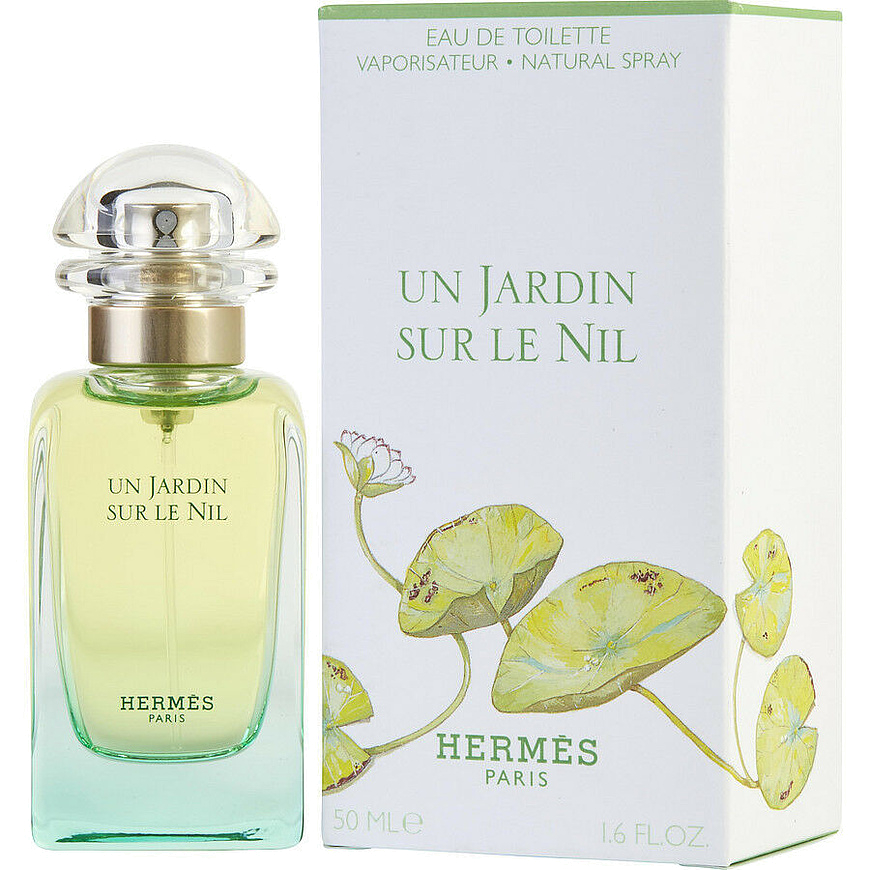 EAU DE TOILETTE
VAPORISATEUR • NATURAL SPRAY
UN JARDIN
SUR LE NIL
HERMÈS
PARIS
50 ML℮
1.6 FL.OZ.
UN JARDIN
SUR LE NIL
HERMÈS
PARIS